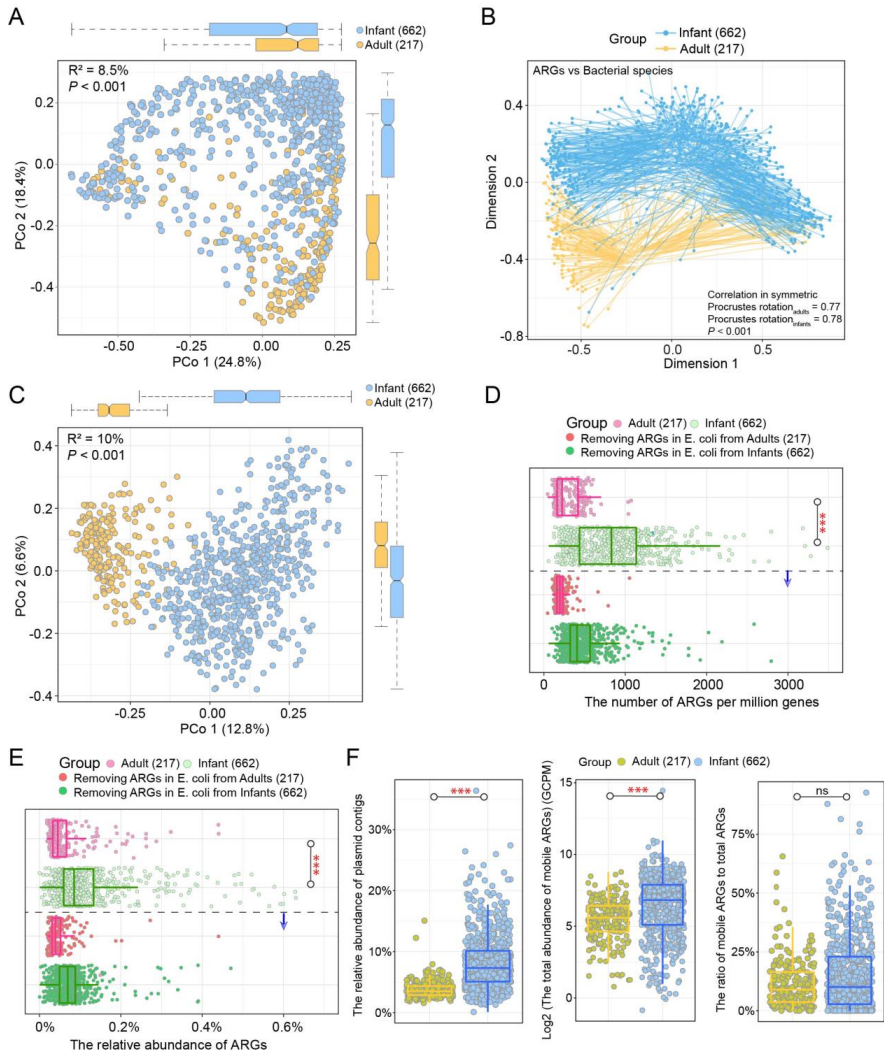 A
Infant (662)
Adult (217)
R² = 8.5%
P < 0.001
0.2
0.0
-0.2
-0.4
PCo 2 (18.4%)
-0.50
-0.25
0.00
0.25
PCo 1 (24.8%)
B
Group
Infant (662)
Adult (217)
ARGs vs Bacterial species
0.4
0.0
-0.4
-0.8
Dimension 2
Correlation in symmetric
Procrustes rotation adults = 0.77
Procrustes rotation infants = 0.78
P < 0.001
-0.5
0.0
0.5
Dimension 1
C
Infant (662)
Adult (217)
R² = 10%
P < 0.001
0.4
0.2
0.0
-0.2
-0.4
PCo 2 (6.6%)
-0.25
0.00
0.25
PCo 1 (12.8%)
D
Group Adult (217) Infant (662)
Removing ARGs in E. coli from Adults (217)
Removing ARGs in E. coli from Infants (662)
***
0
1000
2000
3000
The number of ARGs per million genes
E
Group Adult (217) Infant (662)
Removing ARGs in E. coli from Adults (217)
Removing ARGs in E. coli from Infants (662)
***
0%
0.2%
0.4%
0.6%
The relative abundance of ARGs
F
Group Adult (217) Infant (662)
***
30%
20%
10%
0%
The relative abundance of plasmid contigs
***
15
10
5
0
Log2 (The total abundance of mobile ARGs) (GCPM)
ns
75%
50%
25%
0%
The ratio of mobile ARGs to total ARGs